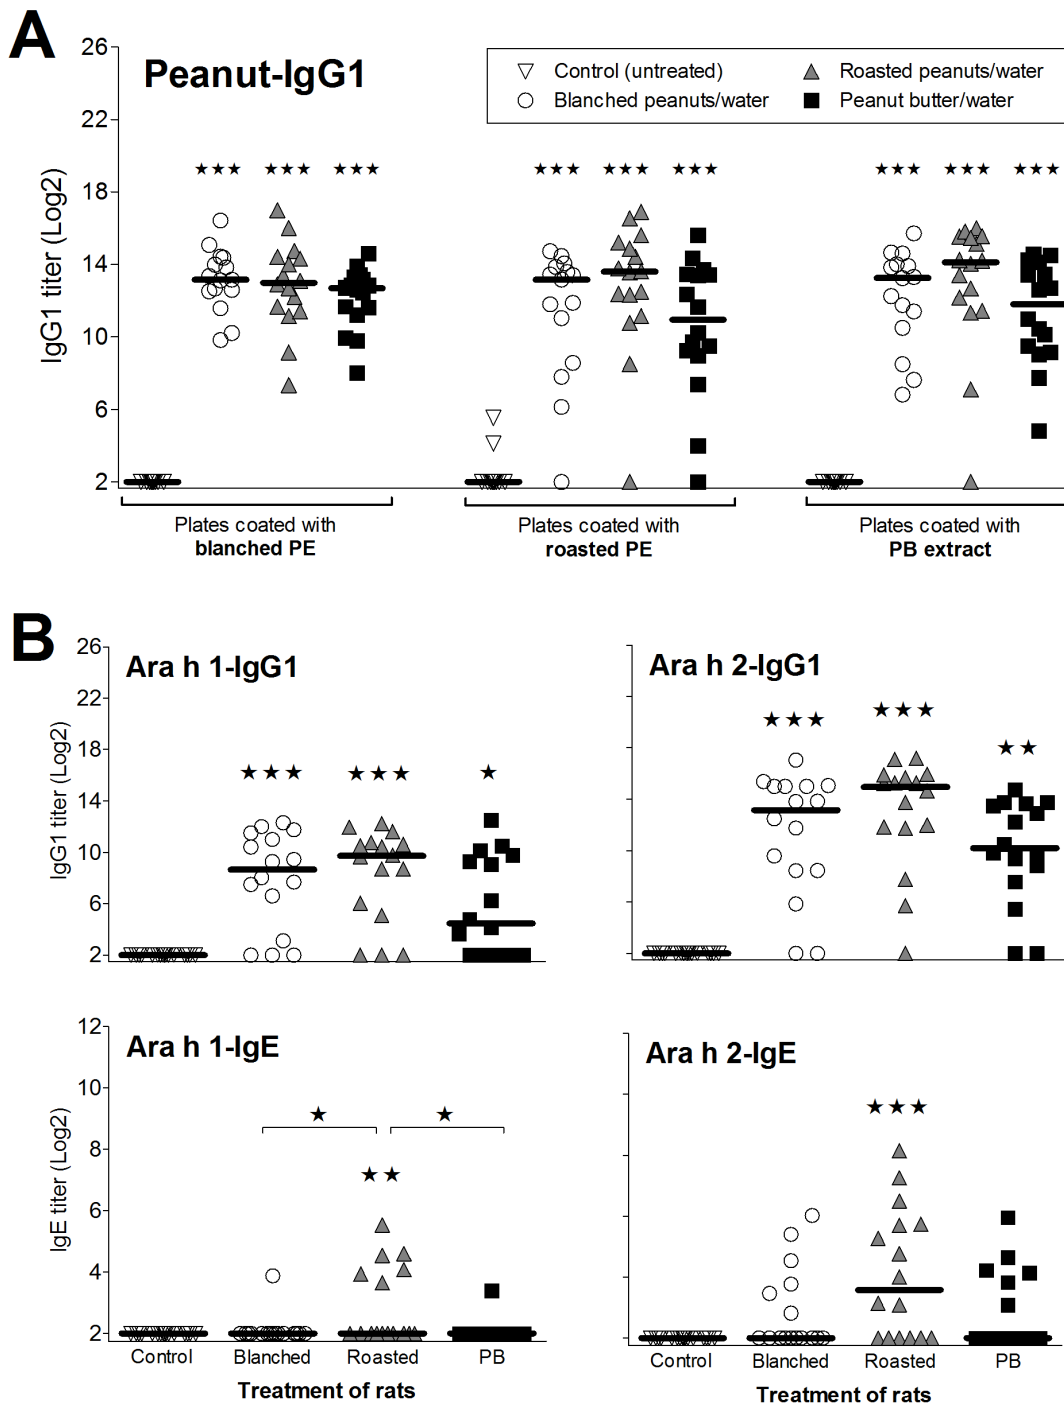 A
Peanut-IgG1
Control (untreated)
Roasted peanuts/water
Blanched peanuts/water
Peanut butter/water
IgG1 titer (Log2)
26
22
18
14
10
6
2
★★★ ★★★ ★★★ ★★★ ★★★ ★★★ ★★★ ★★★ ★★★
Plates coated with
blanched PE
Plates coated with
roasted PE
Plates coated with
PB extract
B
Ara h 1-IgG1
IgG1 titer (Log2)
26
22
18
14
10
6
2
★★★ ★★★ ★
Ara h 2-IgG1
★★★ ★★★ ★★
Ara h 1-IgE
IgE titer (Log2)
12
10
8
6
4
2
★ ★
★★
Control Blanched Roasted PB
Treatment of rats
Ara h 2-IgE
★★★
Control Blanched Roasted PB
Treatment of rats